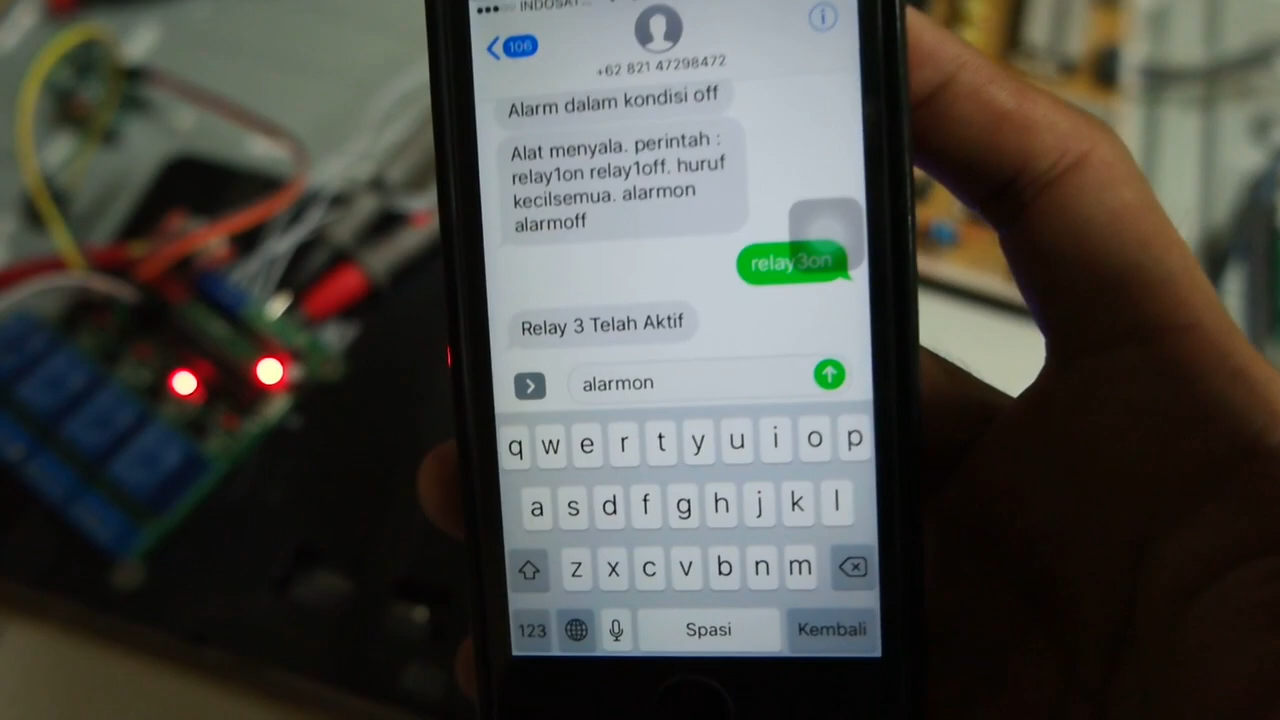 INDOSAT
106
+62 821 47298472
Alarm dalam kondisi off
Alat menyala. perintah :
relay1on relay1off. huruf
kecilsemua. alarmon
alarmoff
relay3on
Relay 3 Telah Aktif
alarmon
q w e r t y u i o p
a s d f g h j k l
z x c v b n m
123 Spasi Kembali